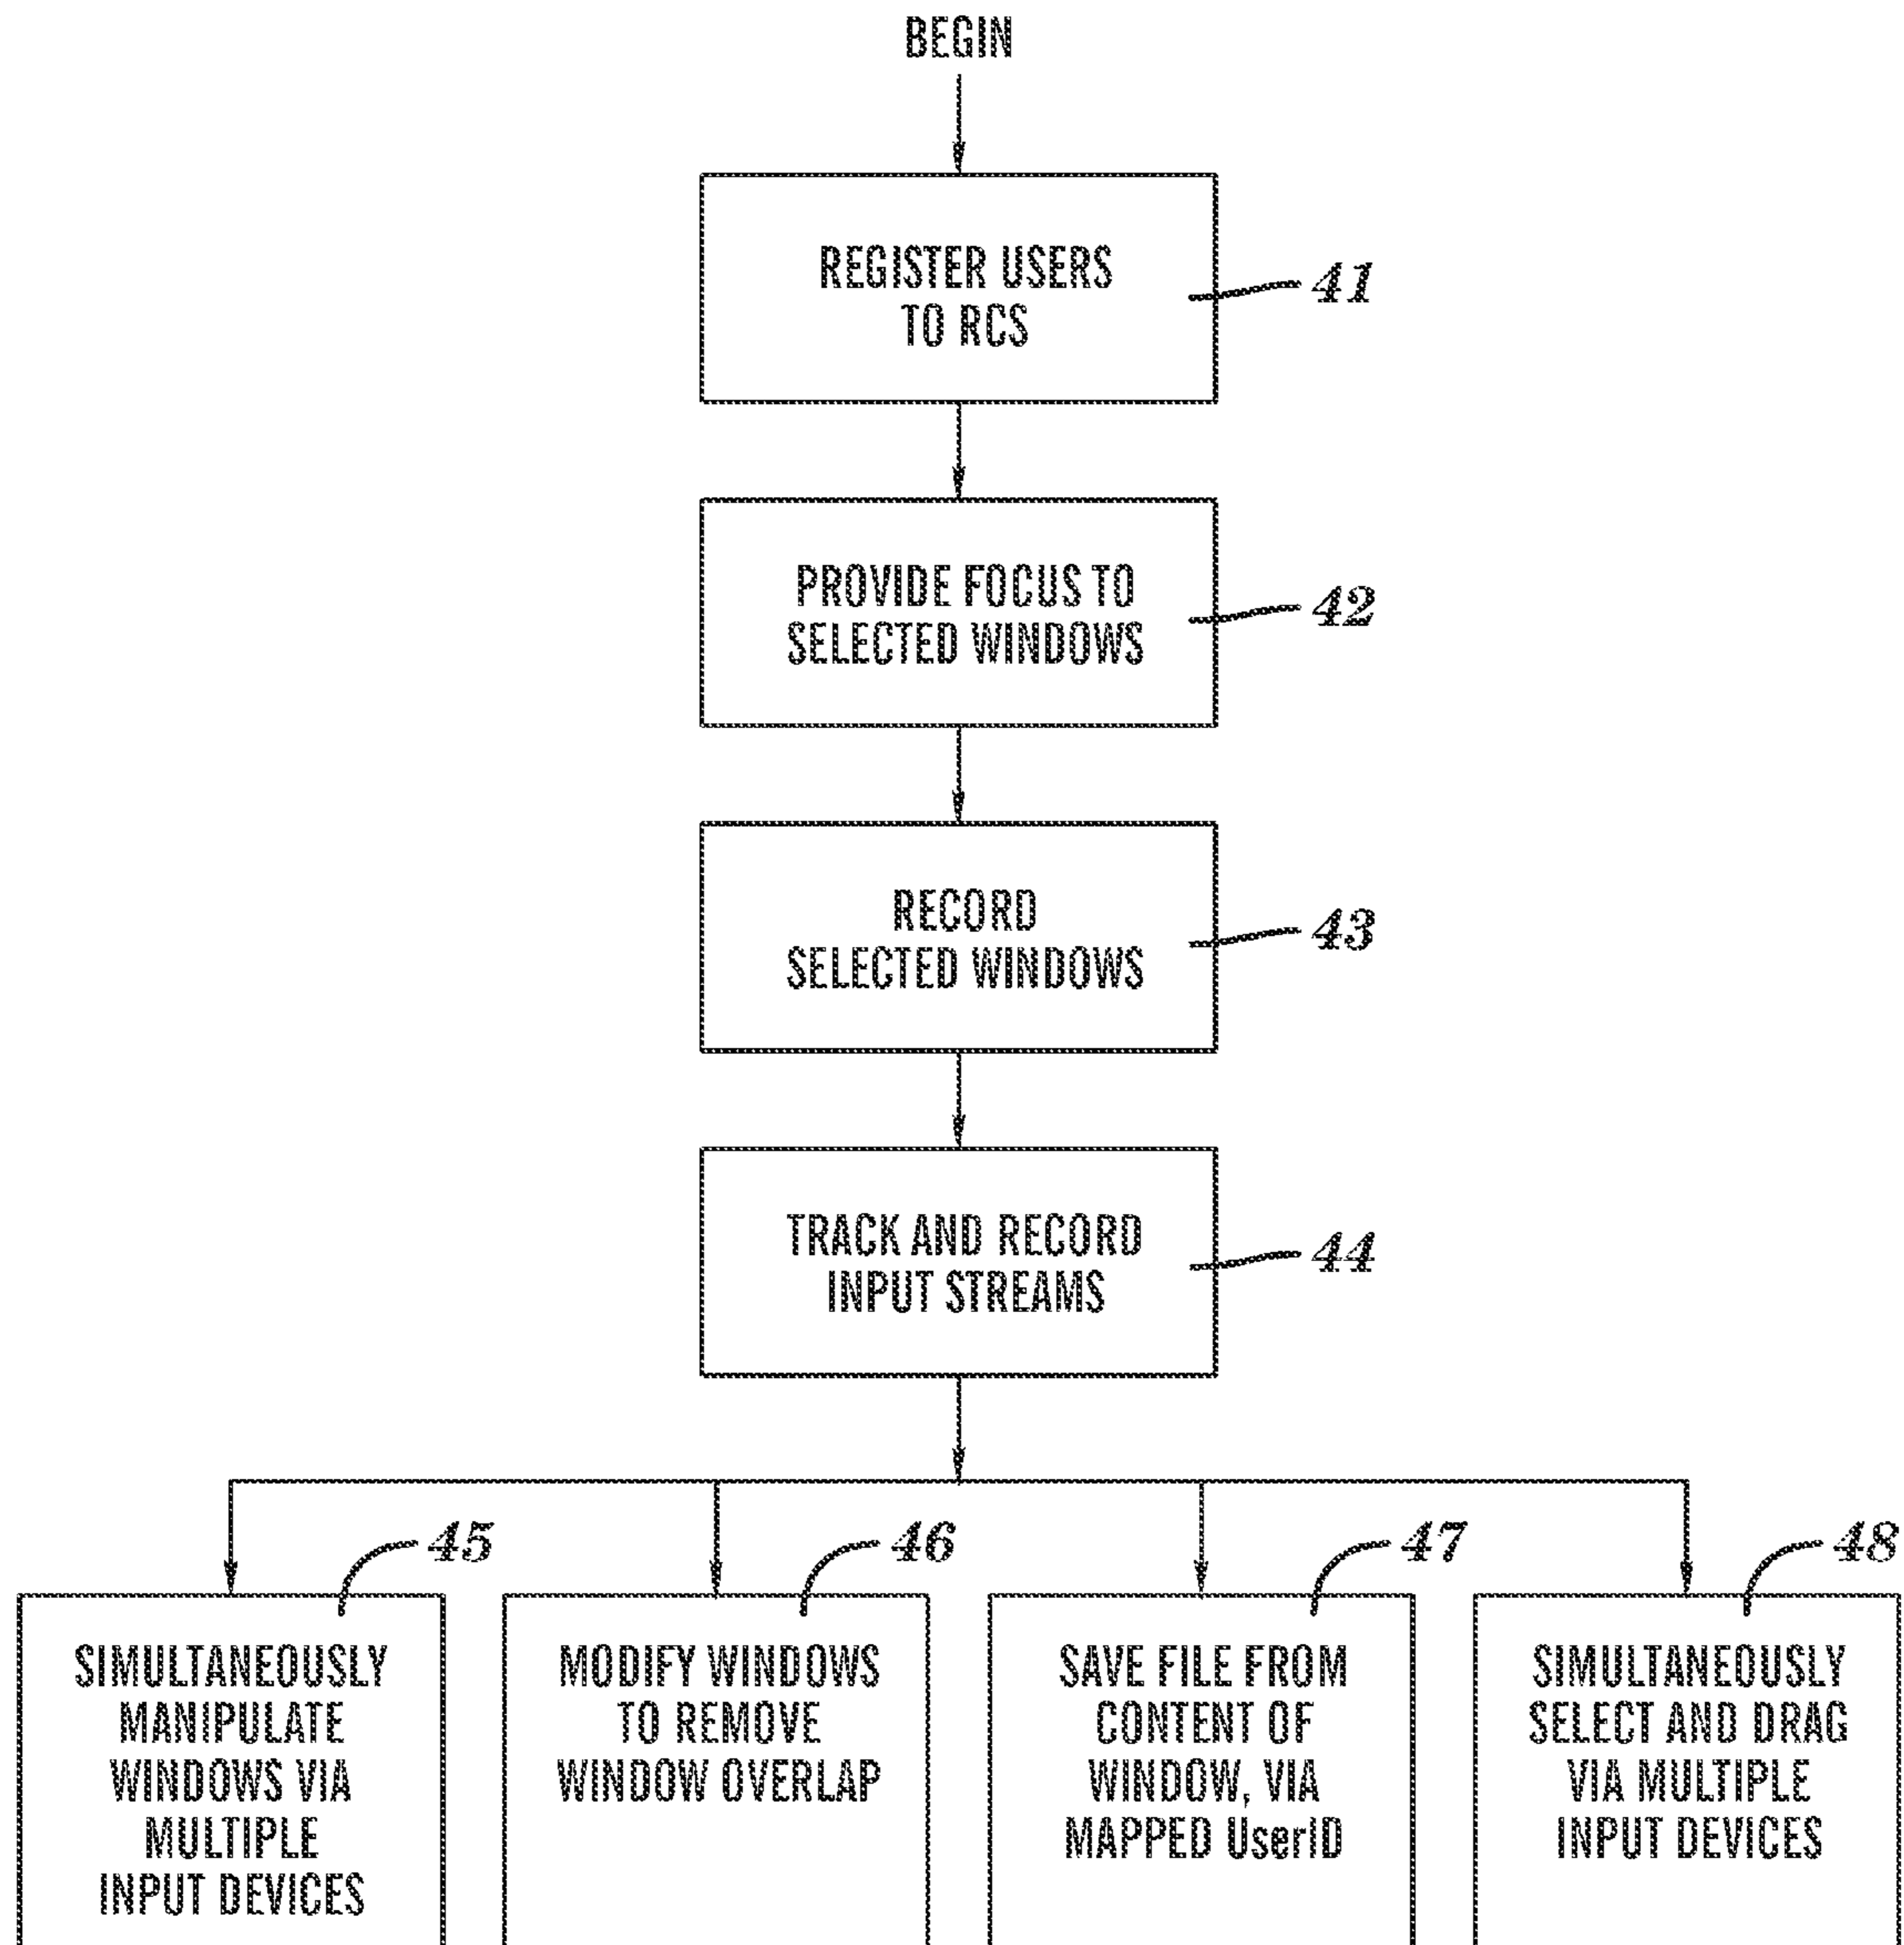 BEGIN
REGISTER USERS
TO RCS
41
PROVIDE FOCUS TO
SELECTED WINDOWS
42
RECORD
SELECTED WINDOWS
43
TRACK AND RECORD
INPUT STREAMS
44
45
SIMULTANEOUSLY
MANIPULATE
WINDOWS VIA
MULTIPLE
INPUT DEVICES
46
MODIFY WINDOWS
TO REMOVE
WINDOW OVERLAP
47
SAVE FILE FROM
CONTENT OF
WINDOW, VIA
MAPPED UserID
48
SIMULTANEOUSLY
SELECT AND DRAG
VIA MULTIPLE
INPUT DEVICES